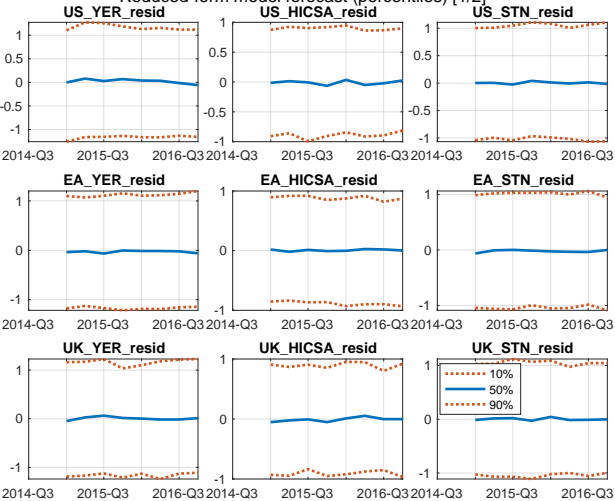 Reduced form model forecast (percentiles) [1/2]
US_YER_resid US_HICSA_resid US_STN_resid
1 1 1
0.5 0.5 0.5
0 0 0
-0.5 -0.5 -0.5
-1 -1 -1
2014-Q3 2015-Q3 2016-Q3 2014-Q3 2015-Q3 2016-Q3 2014-Q3 2015-Q3 2016-Q3
EA_YER_resid EA_HICSA_resid EA_STN_resid
1 1 1
0 0 0
-1 -1 -1
2014-Q3 2015-Q3 2016-Q3 2014-Q3 2015-Q3 2016-Q3 2014-Q3 2015-Q3 2016-Q3
UK_YER_resid UK_HICSA_resid UK_STN_resid
1 1 1
10%
50%
90%
0 0 0
-1 -1 -1
2014-Q3 2015-Q3 2016-Q3 2014-Q3 2015-Q3 2016-Q3 2014-Q3 2015-Q3 2016-Q3